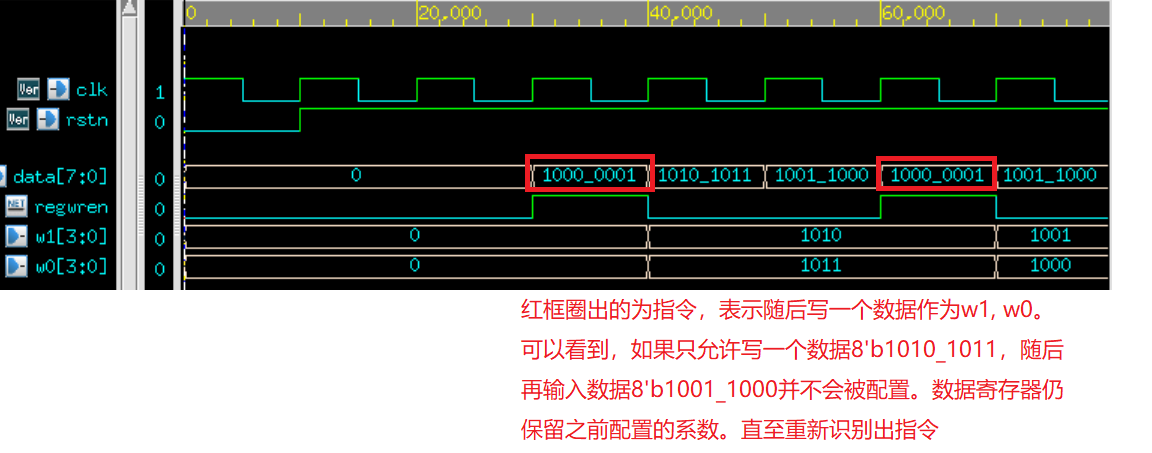 0 20,000 40,000 60,000
Ver clk 1
Ver rstn 0
data[7:0] 0 0 1000_0001 1010_1011 1001_1000 1000_0001 1001_1000
NET regwren 0
w1[3:0] 0 0 1010 1001
w0[3:0] 0 0 1011 1000
红框圈出的为指令，表示随后写一个数据作为w1, w0。
可以看到，如果只允许写一个数据8'b1010_1011，随后
再输入数据8'b1001_1000并不会被配置。数据寄存器仍
保留之前配置的系数。直至重新识别出指令